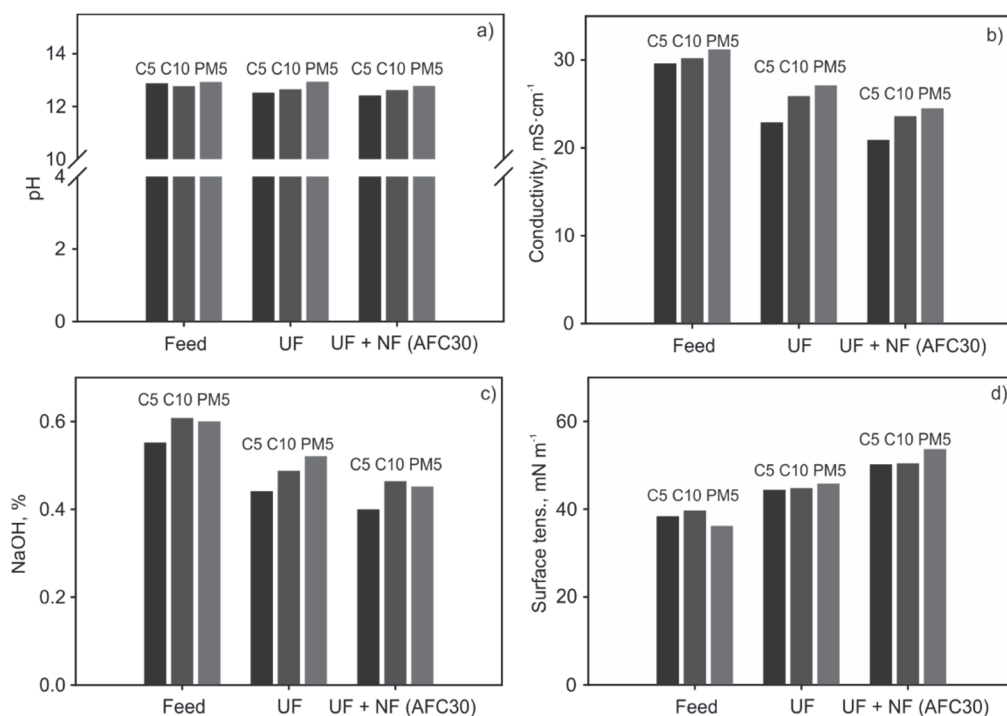 a)
14
12
10
4
2
0
pH
C5 C10 PM5
C5 C10 PM5
C5 C10 PM5
Feed
UF
UF + NF (AFC30)
b)
30
20
10
0
Conductivity, mS·cm⁻¹
C5 C10 PM5
C5 C10 PM5
C5 C10 PM5
Feed
UF
UF + NF (AFC30)
c)
0.6
0.4
0.2
0.0
NaOH, %
C5 C10 PM5
C5 C10 PM5
C5 C10 PM5
Feed
UF
UF + NF (AFC30)
d)
60
40
20
0
Surface tens., mN m⁻¹
C5 C10 PM5
C5 C10 PM5
C5 C10 PM5
Feed
UF
UF + NF (AFC30)